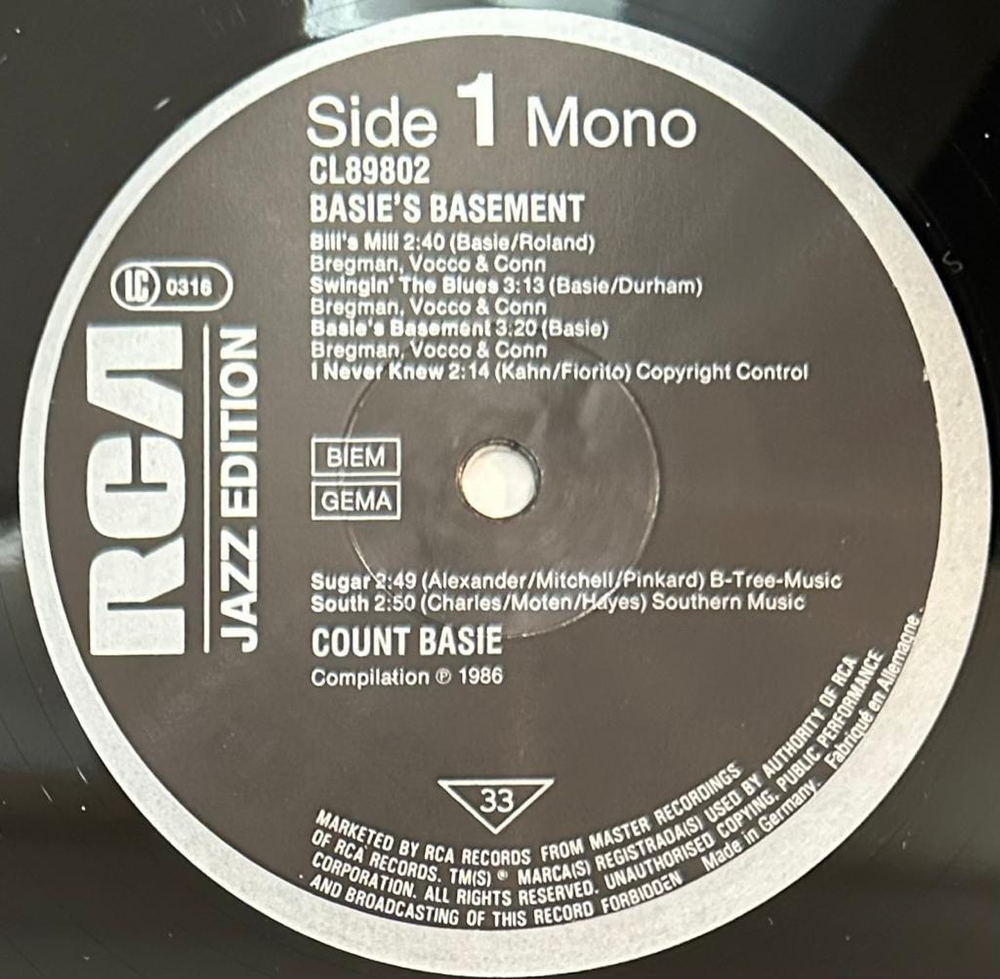 Side 1 Mono
CL89802
BASIE'S BASEMENT
Bill's Mill 2:40 (Basie/Roland)
Bregman, Vocco & Conn
Swingin' The Blues 3:13 (Basie/Durham)
Bregman, Vocco & Conn
Basie's Basement 3:20 (Basie)
Bregman, Vocco & Conn
I Never Knew 2:14 (Kahn/Fiorito) Copyright Control
LC 0316
RCA
JAZZ EDITION
BIEM
GEMA
Sugar 2:49 (Alexander/Mitchell/Pinkard) B-Tree-Music
South 2:50 (Charles/Moten/Hayes) Southern Music
COUNT BASIE
Compilation ℗ 1986
33
MARKETED BY RCA RECORDS FROM MASTER RECORDINGS
OF RCA RECORDS. TM(S) ® MARCA(S) REGISTRADA(S) USED BY AUTHORITY OF RCA
CORPORATION. ALL RIGHTS RESERVED. UNAUTHORISED COPYING, PUBLIC PERFORMANCE
AND BROADCASTING OF THIS RECORD FORBIDDEN Made in Germany. Fabriqué en Allemagne.